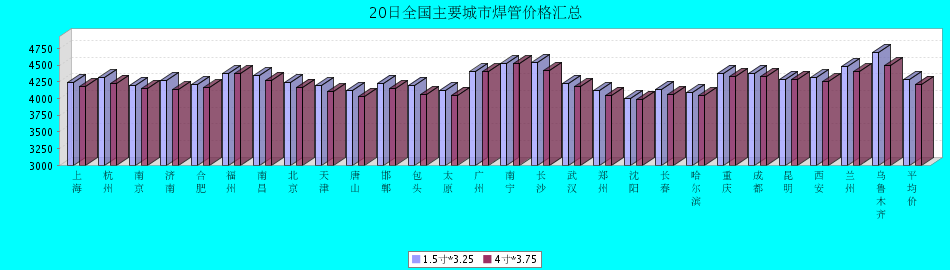 20日全国主要城市焊管价格汇总
4750
4500
4250
4000
3750
3500
3250
3000
上海
杭州
南京
济南
合肥
福州
南昌
北京
天津
唐山
邯郸
包头
太原
广州
南宁
长沙
武汉
郑州
沈阳
长春
哈尔滨
重庆
成都
昆明
西安
兰州
乌鲁木齐
平均价
1.5寸*3.25
4寸*3.75